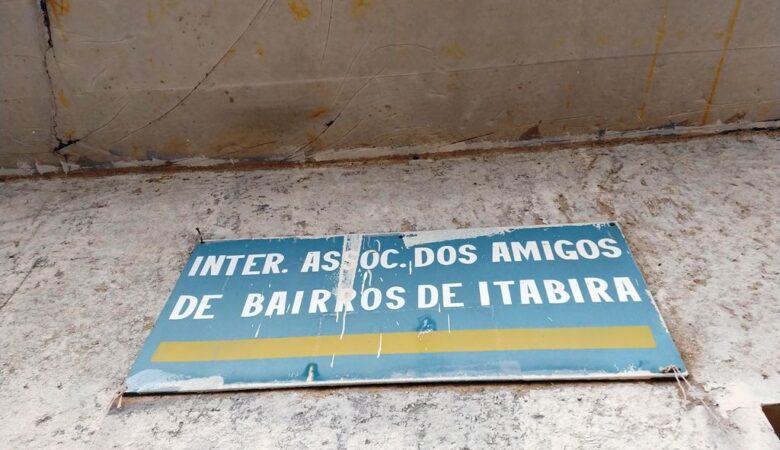 INTER. ASSOC. DOS AMIGOS
DE BAIRROS DE ITABIRA